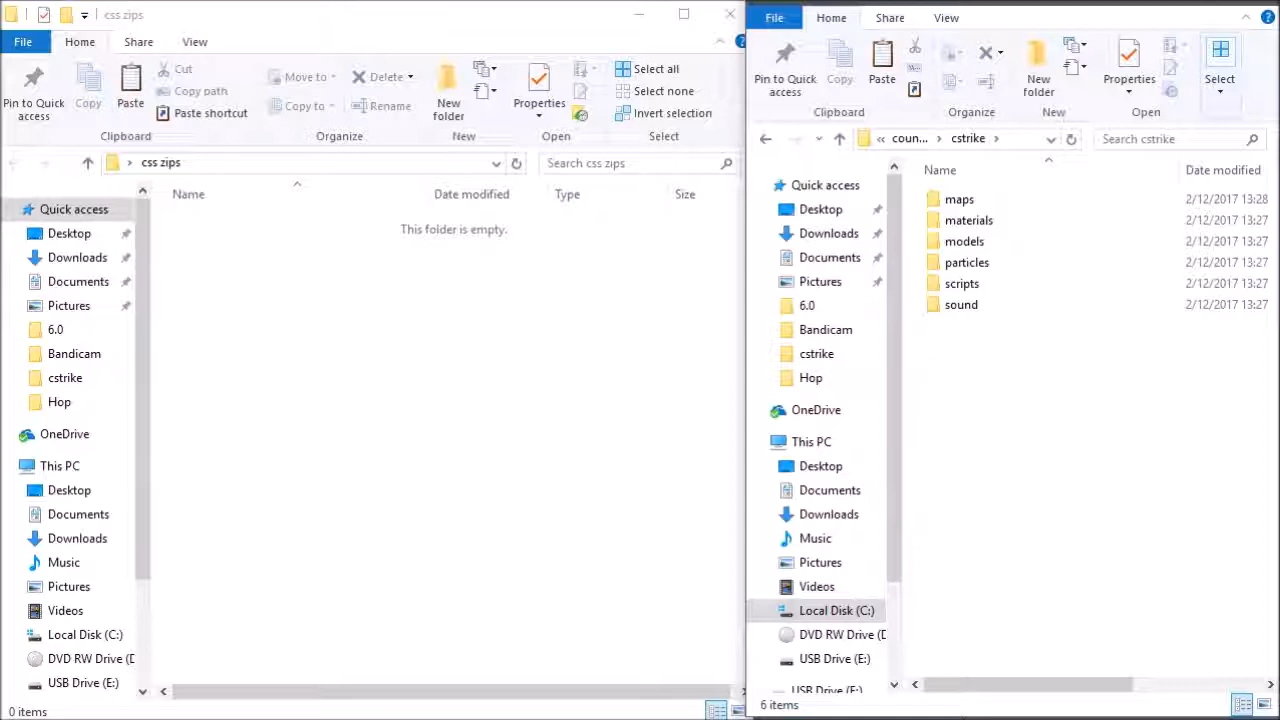 css zips
File Home Share View
Pin to Quick access
Copy
Paste
Cut
Copy path
Paste shortcut
Clipboard
Move to
Copy to
Delete
Rename
Organize
New folder
New
Properties
Open
Select all
Select none
Invert selection
Select
css zips
Search css zips
Name Date modified Type Size
This folder is empty.
Quick access
Desktop
Downloads
Documents
Pictures
6.0
Bandicam
cstrike
Hop
OneDrive
This PC
Desktop
Documents
Downloads
Music
Pictures
Videos
Local Disk (C:)
DVD RW Drive (D
USB Drive (E:)
0 items
File Home Share View
Pin to Quick access
Copy
Paste
Clipboard
Organize
New folder
New
Properties
Open
Select
« coun... › cstrike ›
Search cstrike
Name Date modified
maps 2/12/2017 13:28
materials 2/12/2017 13:27
models 2/12/2017 13:27
particles 2/12/2017 13:27
scripts 2/12/2017 13:27
sound 2/12/2017 13:27
Quick access
Desktop
Downloads
Documents
Pictures
6.0
Bandicam
cstrike
Hop
OneDrive
This PC
Desktop
Documents
Downloads
Music
Pictures
Videos
Local Disk (C:)
DVD RW Drive (D
USB Drive (E:)
USB Drive (E:)
6 items